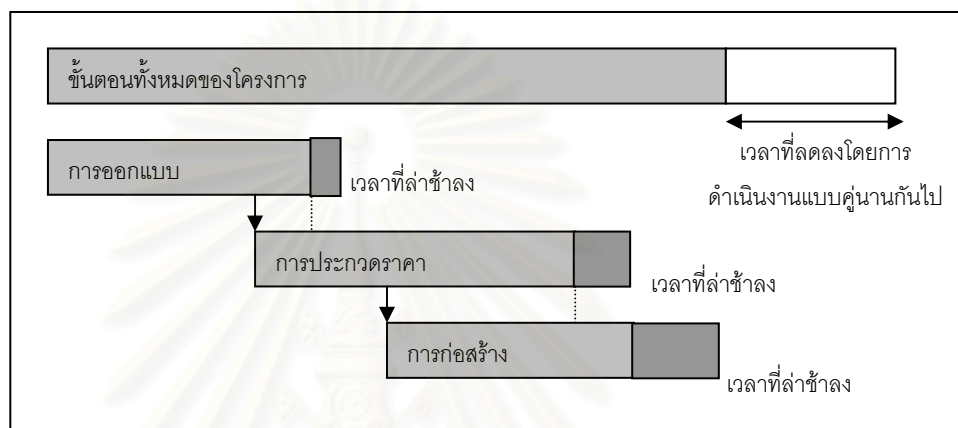 ขั้นตอนทั้งหมดของโครงการ
เวลาที่ลดลงโดยการ
ดำเนินงานแบบคู่นานกันไป
การออกแบบ
เวลาที่ล่าช้าลง
การประกวดราคา
เวลาที่ล่าช้าลง
การก่อสร้าง
เวลาที่ล่าช้าลง